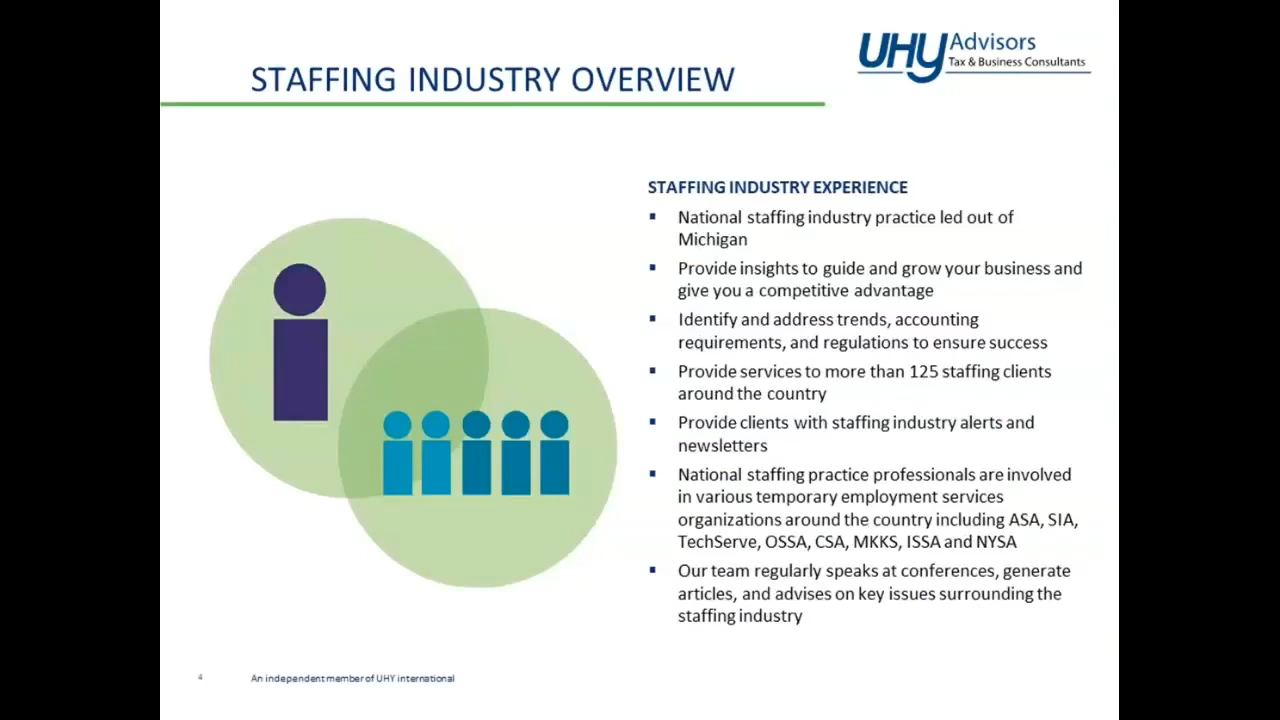 UHY Advisors
Tax & Business Consultants
STAFFING INDUSTRY OVERVIEW
STAFFING INDUSTRY EXPERIENCE
▪ National staffing industry practice led out of
Michigan
▪ Provide insights to guide and grow your business and
give you a competitive advantage
▪ Identify and address trends, accounting
requirements, and regulations to ensure success
▪ Provide services to more than 125 staffing clients
around the country
▪ Provide clients with staffing industry alerts and
newsletters
▪ National staffing practice professionals are involved
in various temporary employment services
organizations around the country including ASA, SIA,
TechServe, OSSA, CSA, MKKS, ISSA and NYSA
▪ Our team regularly speaks at conferences, generate
articles, and advises on key issues surrounding the
staffing industry
4
An independent member of UHY international